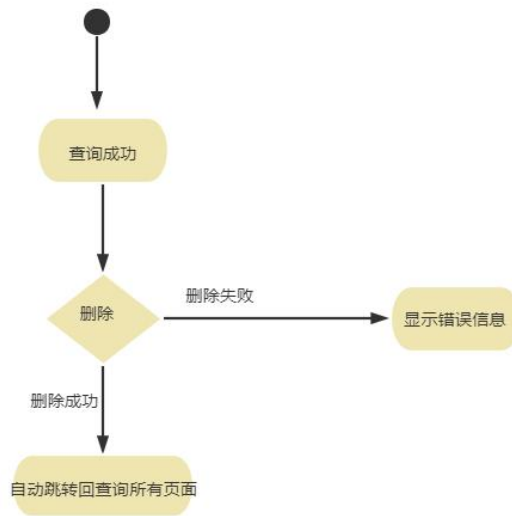 查询成功
删除
删除失败
显示错误信息
删除成功
自动跳转回查询所有页面